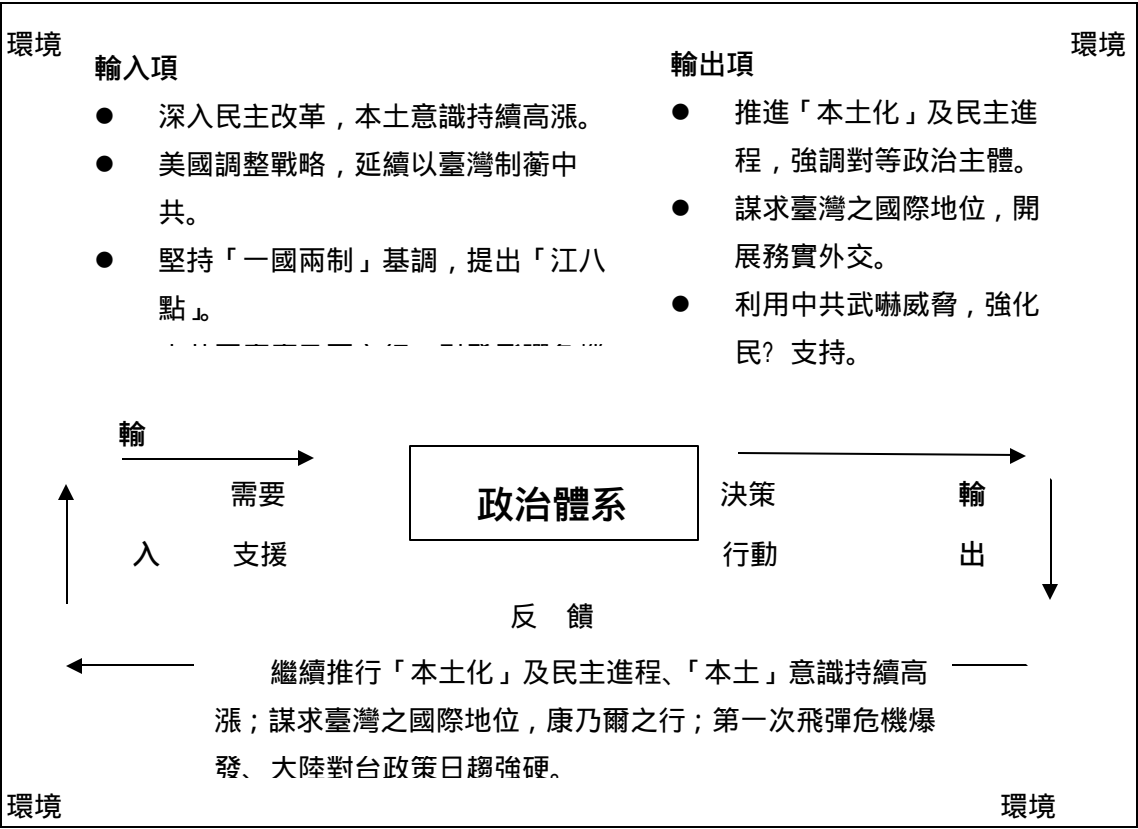 環境
環境
輸入項
● 深入民主改革，本土意識持續高漲。
● 美國調整戰略，延續以臺灣制蘅中
共。
● 堅持「一國兩制」基調，提出「江八
點」。
輸出項
● 推進「本土化」及民主進
程，強調對等政治主體。
● 謀求臺灣之國際地位，開
展務實外交。
● 利用中共武嚇威脅，強化
民? 支持。
輸
需要
入 支援
政治體系
決策 輸
行動 出
反 饋
繼續推行「本土化」及民主進程、「本土」意識持續高
漲；謀求臺灣之國際地位，康乃爾之行；第一次飛彈危機爆
發、大陸對台政策日趨強硬。
環境
環境